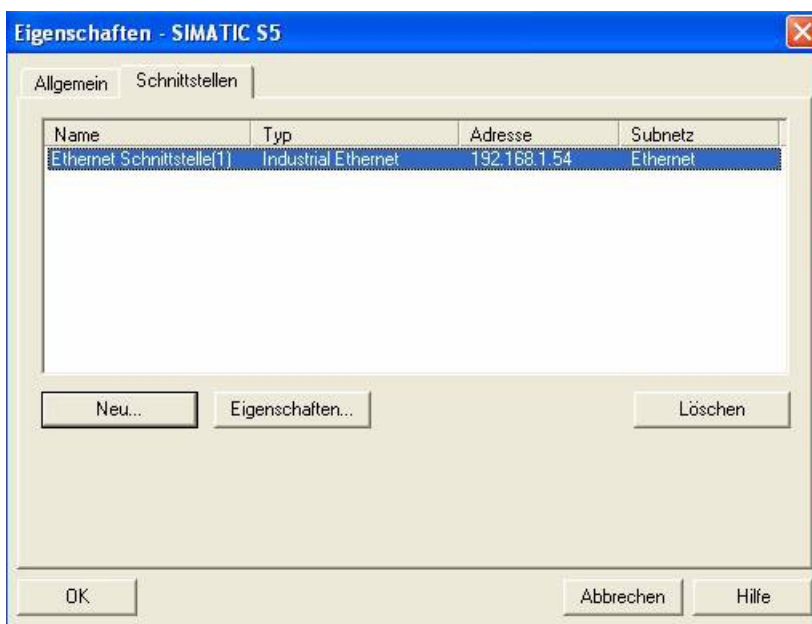 Eigenschaften - SIMATIC S5
Allgemein Schnittstellen
Name Typ Adresse Subnetz
Ethernet Schnittstelle(1) Industrial Ethernet 192.168.1.54 Ethernet
Neu... Eigenschaften... Löschen
OK Abbrechen Hilfe